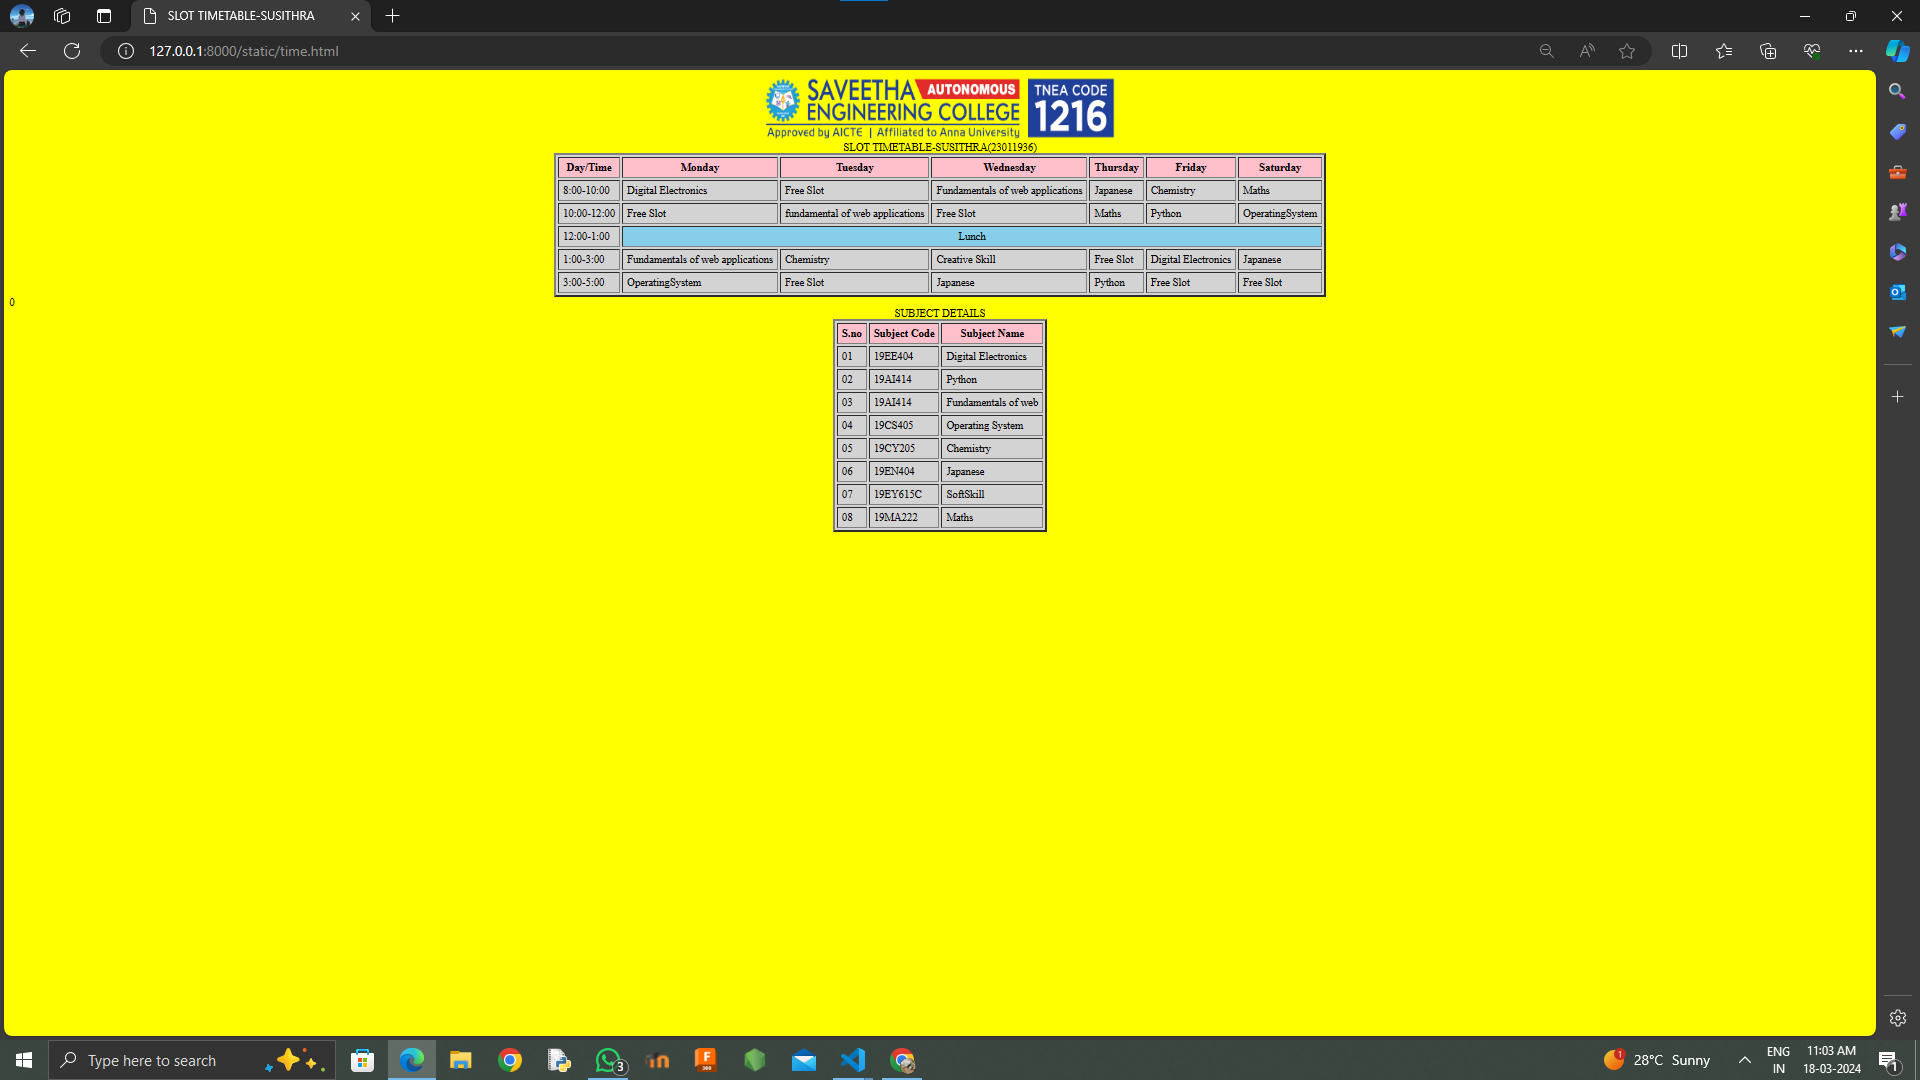 SLOT TIMETABLE-SUSITHRA
127.0.0.1:8000/static/time.html
SAVEETHA AUTONOMOUS
ENGINEERING COLLEGE
Approved by AICTE | Affiliated to Anna University
TNEA CODE
1216
SLOT TIMETABLE-SUSITHRA(23011936)
Day/Time Monday Tuesday Wednesday Thursday Friday Saturday
8:00-10:00 Digital Electronics Free Slot Fundamentals of web applications Japanese Chemistry Maths
10:00-12:00 Free Slot fundamental of web applications Free Slot Maths Python OperatingSystem
12:00-1:00 Lunch
1:00-3:00 Fundamentals of web applications Chemistry Creative Skill Free Slot Digital Electronics Japanese
3:00-5:00 OperatingSystem Free Slot Japanese Python Free Slot Free Slot
0
SUBJECT DETAILS
S.no Subject Code Subject Name
01 19EE404 Digital Electronics
02 19AI414 Python
03 19AI414 Fundamentals of web
04 19CS405 Operating System
05 19CY205 Chemistry
06 19EN404 Japanese
07 19EY615C SoftSkill
08 19MA222 Maths
Type here to search
3
28°C Sunny
ENG
IN
11:03 AM
18-03-2024
1